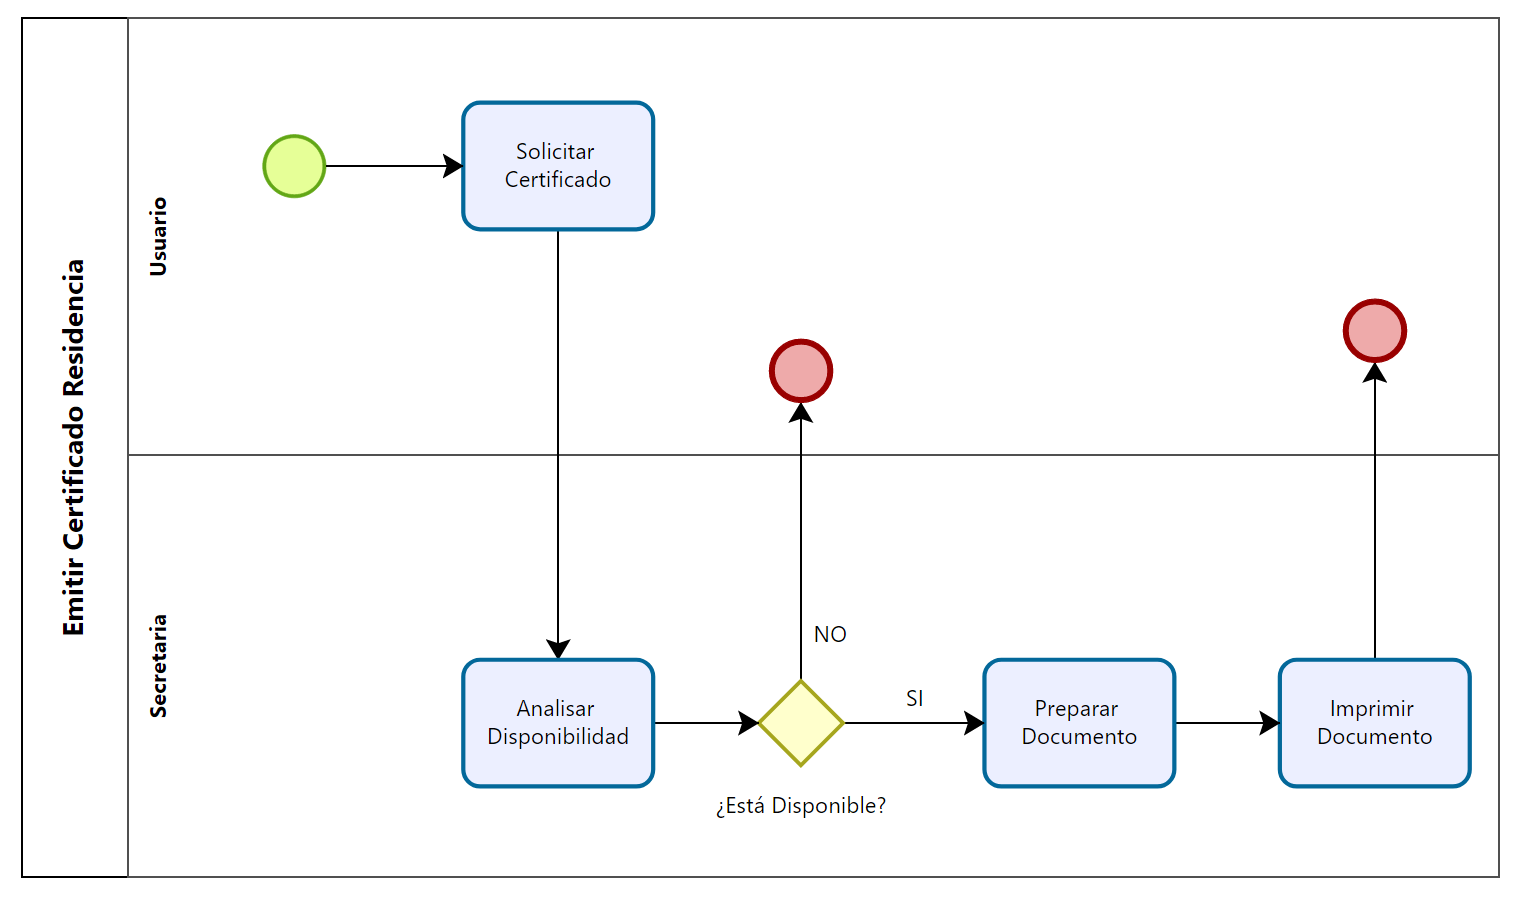 Emitir Certificado Residencia
Usuario
Solicitar
Certificado
Secretaria
Analisar
Disponibilidad
NO
SI
¿Está Disponible?
Preparar
Documento
Imprimir
Documento